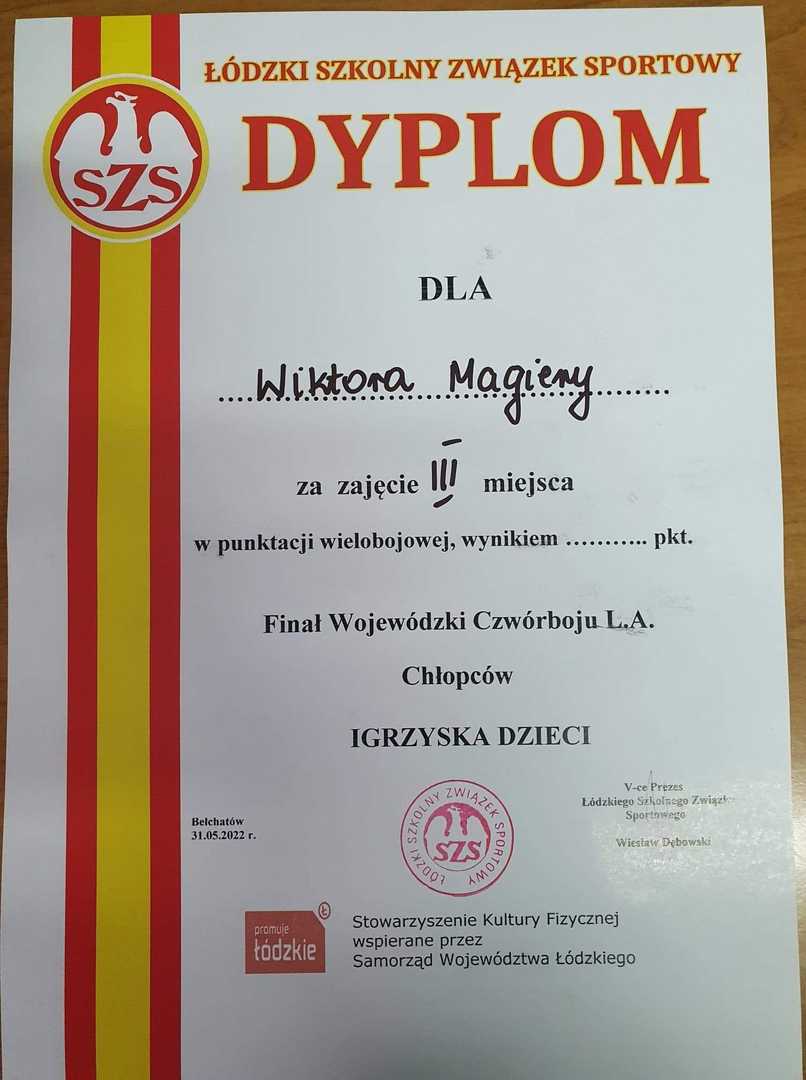 ŁÓDZKI SZKOLNY ZWIĄZEK SPORTOWY
DYPLOM
SZS
DLA
Wiktora Magiery
za zajęcie III miejsca
w punktacji wielobojowej, wynikiem ……….. pkt.
Finał Wojewódzki Czwórboju L.A.
Chłopców
IGRZYSKA DZIECI
Bełchatów
31.05.2022 r.
ŁÓDZKI SZKOLNY ZWIĄZEK SPORTOWY
SZS
V-ce Prezes
Łódzkiego Szkolnego Związku
Sportowego
Wiesław Dębowski
promuje
łódzkie
Ł
Stowarzyszenie Kultury Fizycznej
wspierane przez
Samorząd Województwa Łódzkiego